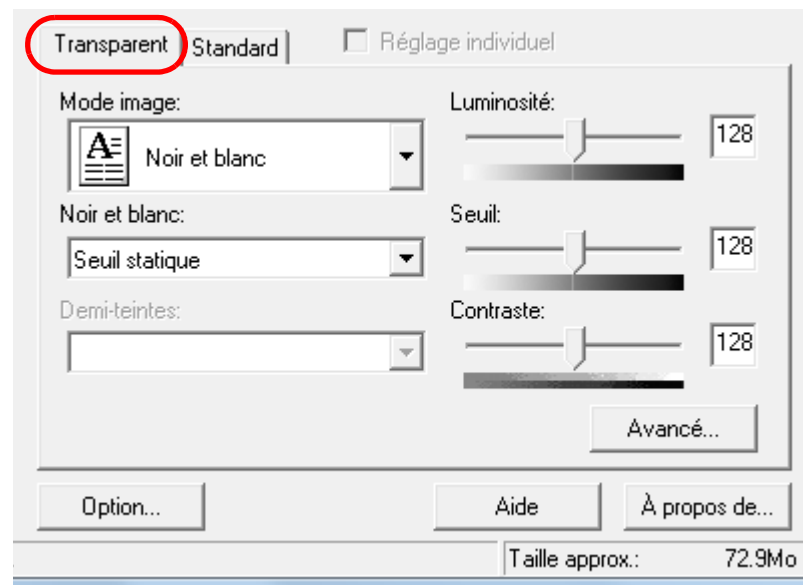 Transparent Standard Réglage individuel
Mode image:
Noir et blanc
Luminosité:
128
Noir et blanc:
Seuil statique
Seuil:
128
Demi-teintes:
Contraste:
128
Avancé...
Option... Aide À propos de...
Taille approx.: 72.9Mo